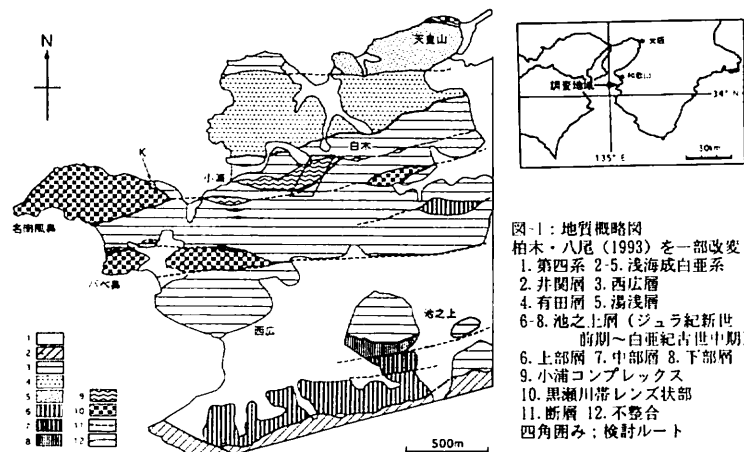 N
天皇山
白木
小浦
K
名南風鼻
バベ鼻
西広
池之上
1
2
3
4
5
6
7
8
9
10
11
12
500m
大阪
和歌山
調査地域
34°N
135°E
30km
図-1:地質概略図
柏木・八尾(1993)を一部改変
1.第四系 2-5.浅海成白亜系
2.井関層 3.西広層
4.有田層 5.湯浅層
6-8.池之上層(ジュラ紀新世
前期~白亜紀古世中期)
6.上部層 7.中部層 8.下部層
9.小浦コンプレックス
10.黒瀬川帯レンズ状部
11.断層 12.不整合
四角囲み;検討ルート